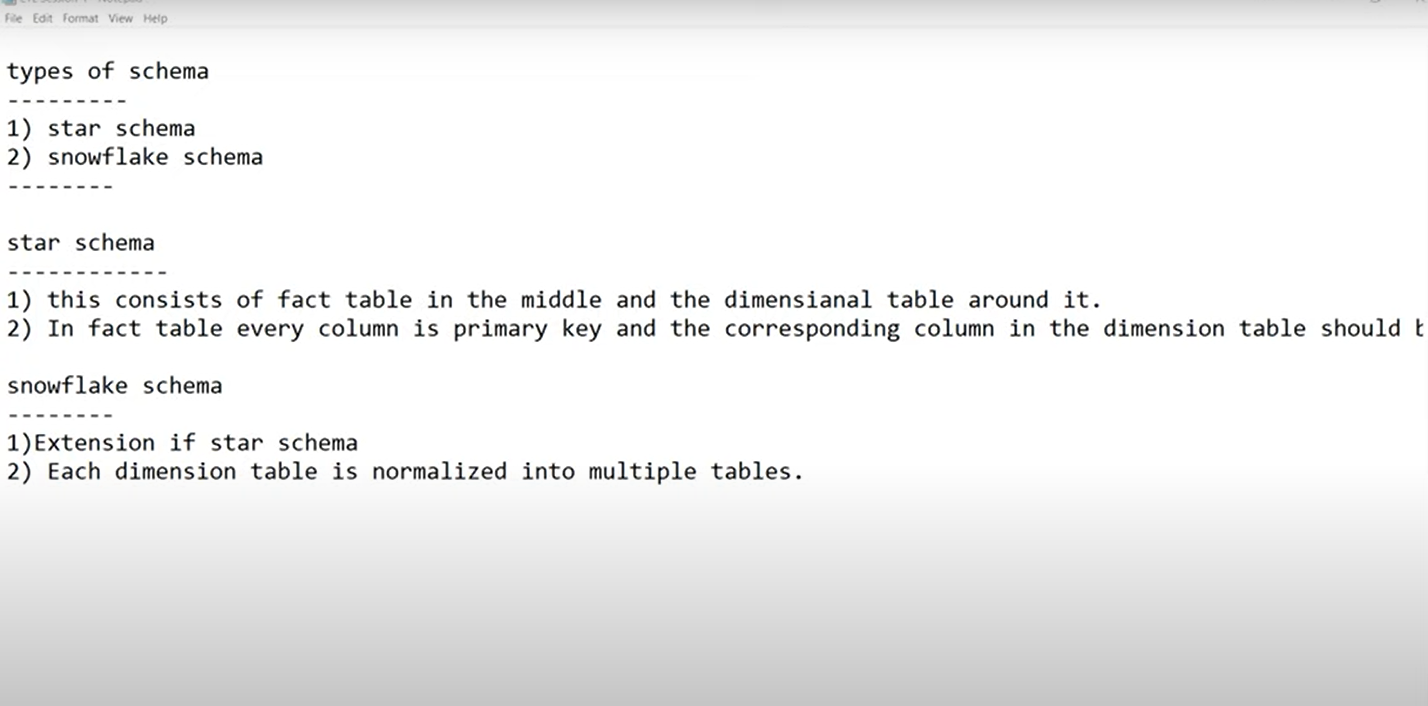 File Edit Format View Help
types of schema
---------
1) star schema
2) snowflake schema
--------
star schema
------------
1) this consists of fact table in the middle and the dimensianal table around it.
2) In fact table every column is primary key and the corresponding column in the dimension table should
snowflake schema
--------
1)Extension if star schema
2) Each dimension table is normalized into multiple tables.